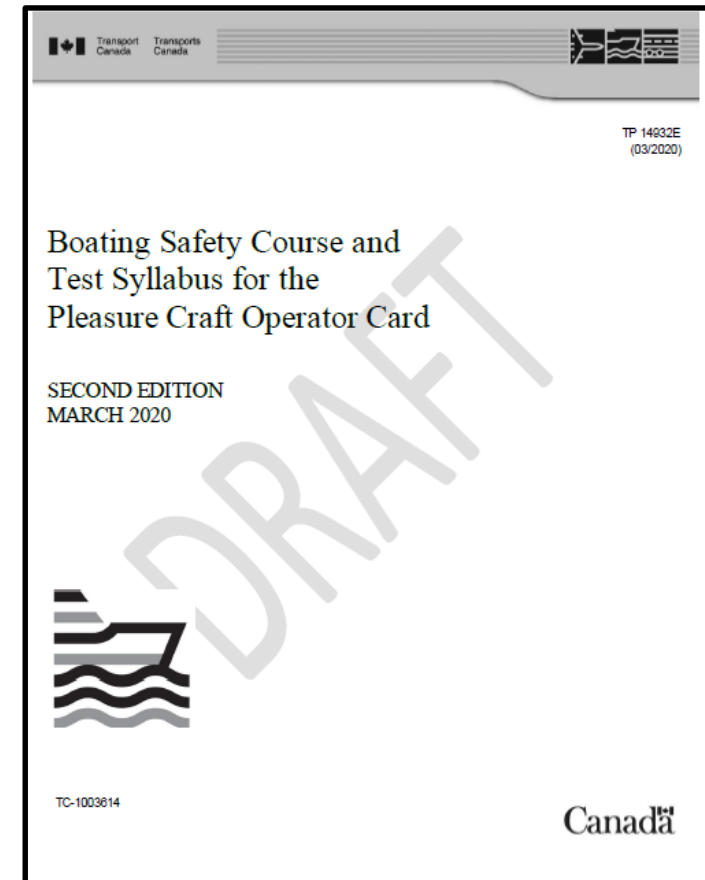 Transport Transports
Canada Canada
TP 14932E
(03/2020)
Boating Safety Course and
Test Syllabus for the
Pleasure Craft Operator Card
SECOND EDITION
MARCH 2020
DRAFT
TC-1003614
Canada